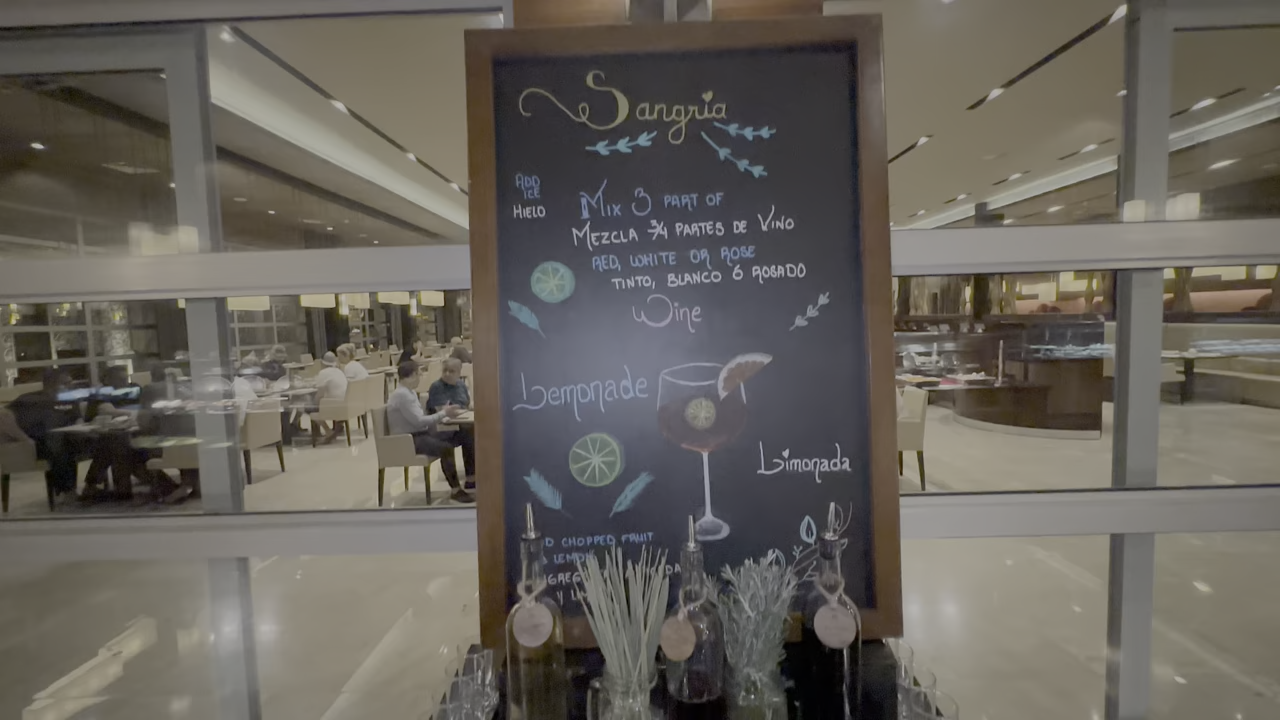 Sangria
ADD
ICE
HIELO
Mix 3 PART OF
MEZCLA 3/4 PARTES DE VINO
RED, WHITE OR ROSE
TINTO, BLANCO Ó ROSADO
Wine
Lemonade
Limonada
CHOPPED FRUIT